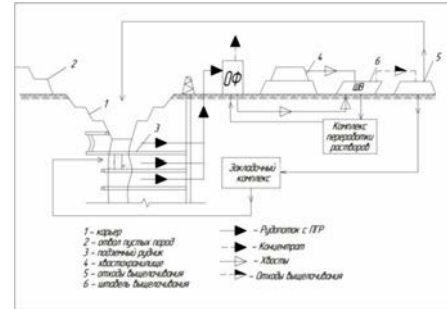 2
4
6
5
1
ОФ
ШВ
3
Комплекс
переработки
растворов
Закладочный
комплекс
1 - карьер
2 - отвал пустых пород
3 - подземный рудник
4 - хвостохранилище
5 - отходы выщелачивания
6 - штабель выщелачивания
- Рудопоток с ПГР
- Концентрат
- Хвосты
- Отходы выщелачивания